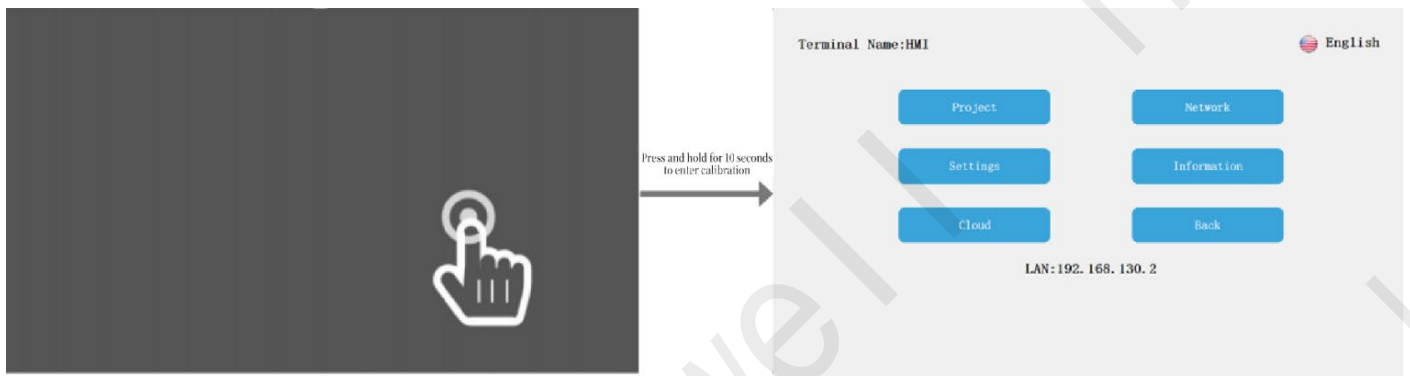 Press and hold for 10 seconds
to enter calibration
Terminal Name:HMI
English
Project
Network
Settings
Information
Cloud
Back
LAN:192.168.130.2